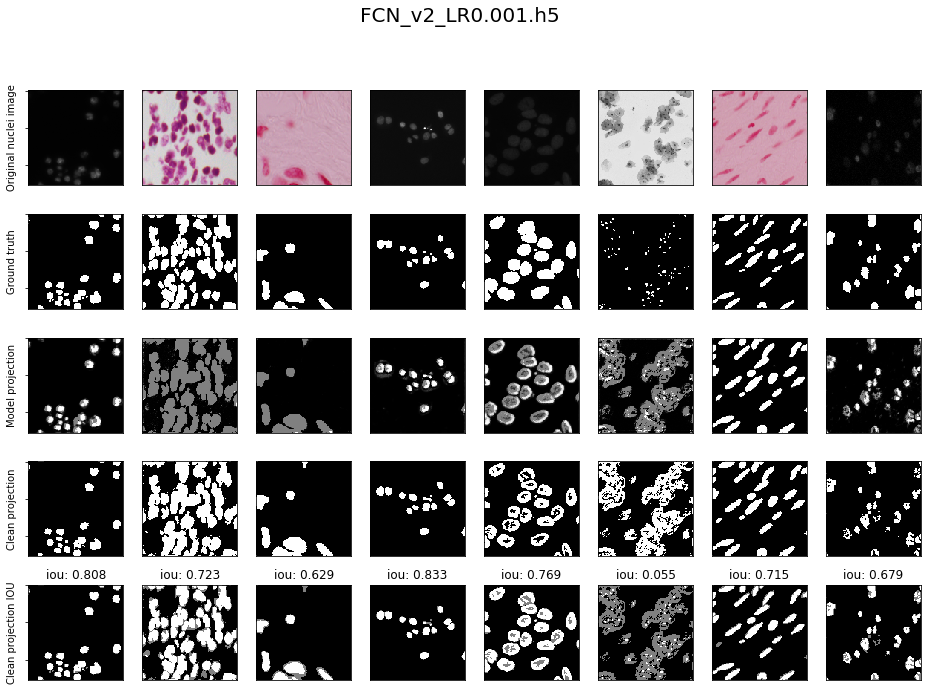 FCN_v2_LR0.001.h5
Original nuclei image
Ground truth
Model projection
Clean projection
iou: 0.808 iou: 0.723 iou: 0.629 iou: 0.833 iou: 0.769 iou: 0.055 iou: 0.715 iou: 0.679
Clean projection IOU